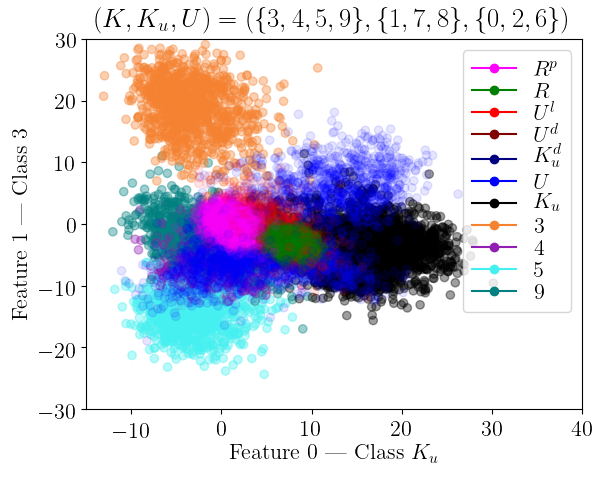 (K, K_u, U) = ({3, 4, 5, 9}, {1, 7, 8}, {0, 2, 6})
30
20
10
0
−10
−20
−30
Feature 1 — Class 3
R^p
R
U^l
U^d
K_u^d
U
K_u
3
4
5
9
−10 0 10 20 30 40
Feature 0 — Class K_u